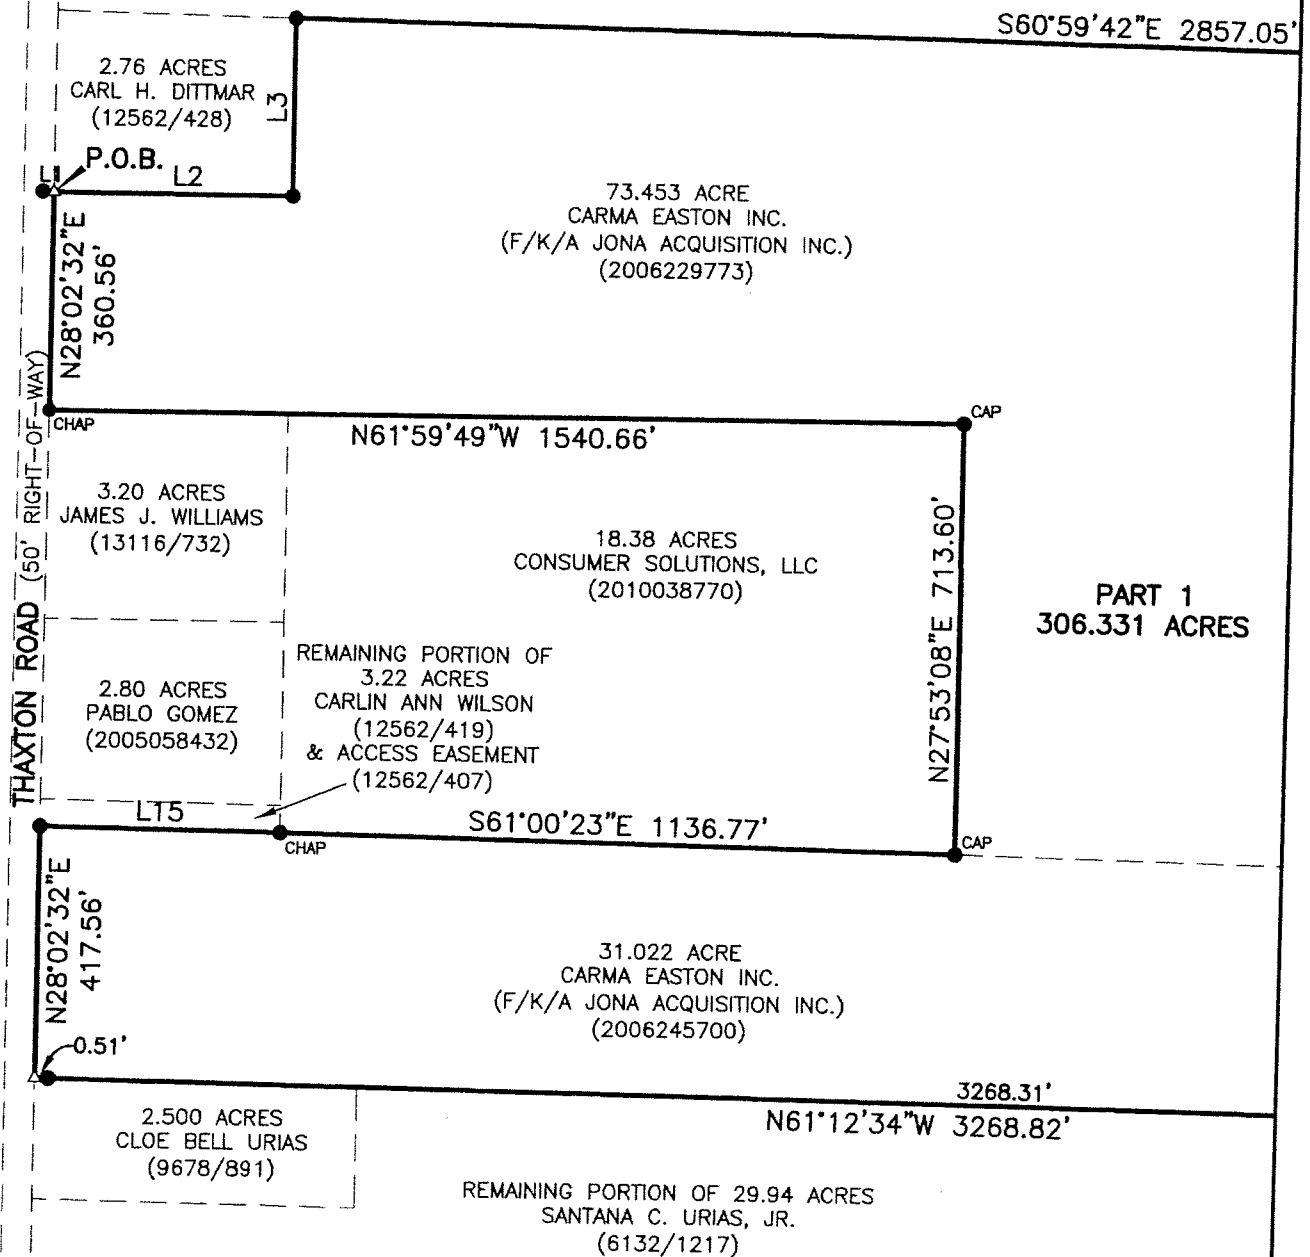 S60°59'42"E 2857.05'
2.76 ACRES
CARL H. DITTMAR
(12562/428)
L3
L1
P.O.B.
L2
73.453 ACRE
CARMA EASTON INC.
(F/K/A JONA ACQUISITION INC.)
(2006229773)
N28°02'32"E
360.56'
CHAP
N61°59'49"W 1540.66'
CAP
3.20 ACRES
JAMES J. WILLIAMS
(13116/732)
18.38 ACRES
CONSUMER SOLUTIONS, LLC
(2010038770)
N27°53'08"E 713.60'
PART 1
306.331 ACRES
THAXTON ROAD (50' RIGHT-OF-WAY)
2.80 ACRES
PABLO GOMEZ
(2005058432)
REMAINING PORTION OF
3.22 ACRES
CARLIN ANN WILSON
(12562/419)
& ACCESS EASEMENT
(12562/407)
L15
CHAP
S61°00'23"E 1136.77'
CAP
N28°02'32"E
417.56'
31.022 ACRE
CARMA EASTON INC.
(F/K/A JONA ACQUISITION INC.)
(2006245700)
0.51'
3268.31'
N61°12'34"W 3268.82'
2.500 ACRES
CLOE BELL URIAS
(9678/891)
REMAINING PORTION OF 29.94 ACRES
SANTANA C. URIAS, JR.
(6132/1217)